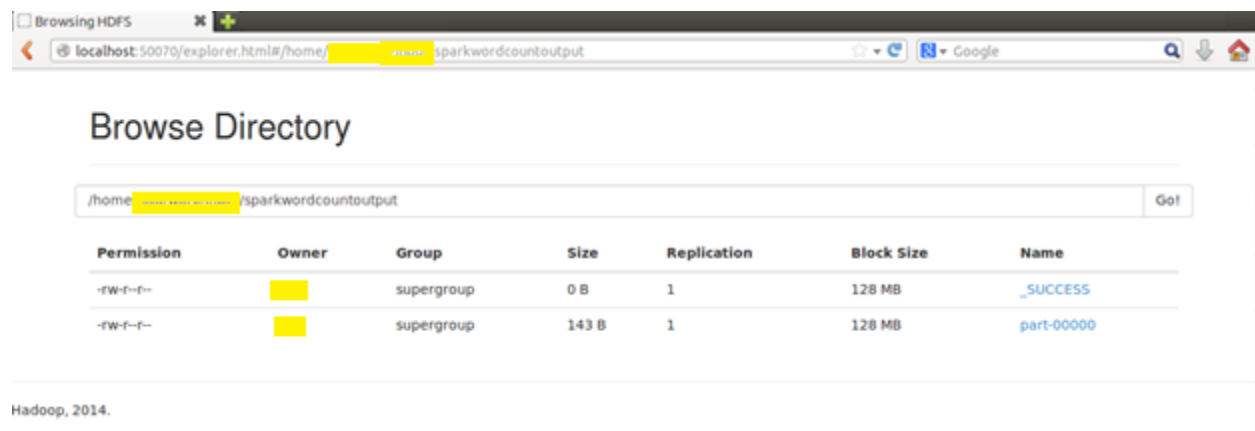 Browsing HDFS
localhost:50070/explorer.html#/home/ sparkwordcountoutput Google
Browse Directory
/home /sparkwordcountoutput Go!
Permission Owner Group Size Replication Block Size Name
-rw-r--r-- supergroup 0 B 1 128 MB _SUCCESS
-rw-r--r-- supergroup 143 B 1 128 MB part-00000
Hadoop, 2014.